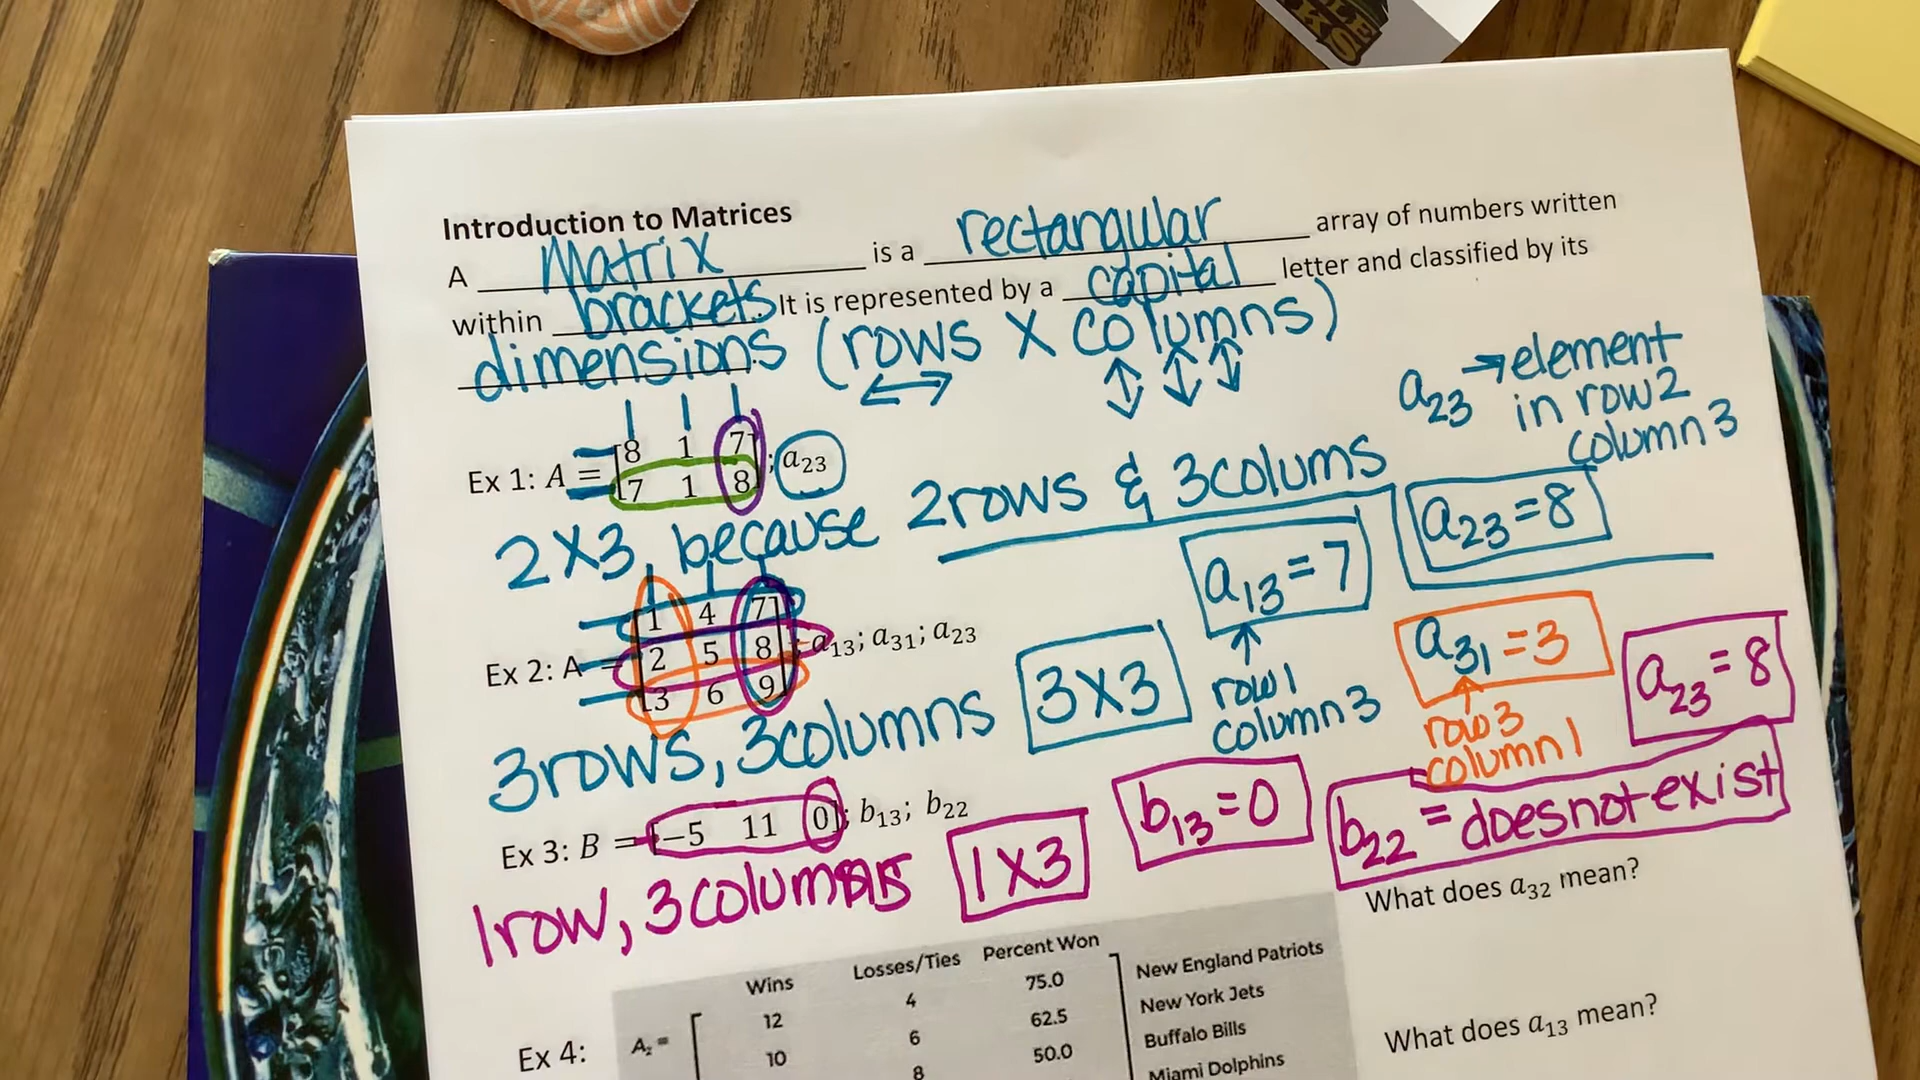 Introduction to Matrices
A Matrix is a rectangular array of numbers written
within brackets. It is represented by a capital letter and classified by its
dimensions (rows X columns)
a23 → element
in row 2
column 3
Ex 1: A = [8 1 7
7 1 8]; a23
2X3, because 2rows & 3colums
a23 = 8
Ex 2: A = [1 4 7
2 5 8
3 6 9]; a13; a31; a23
3rows, 3columns
3X3
a13 = 7
row 1
column 3
a31 = 3
row 3
column 1
a23 = 8
Ex 3: B = [−5 11 0]; b13; b22
1row, 3columns
1X3
b13 = 0
b22 = does not exist
What does a32 mean?
Wins Losses/Ties Percent Won
Ex 4: A2 =
12 4 75.0 New England Patriots
10 6 62.5 New York Jets
8 50.0 Buffalo Bills
Miami Dolphins
What does a13 mean?